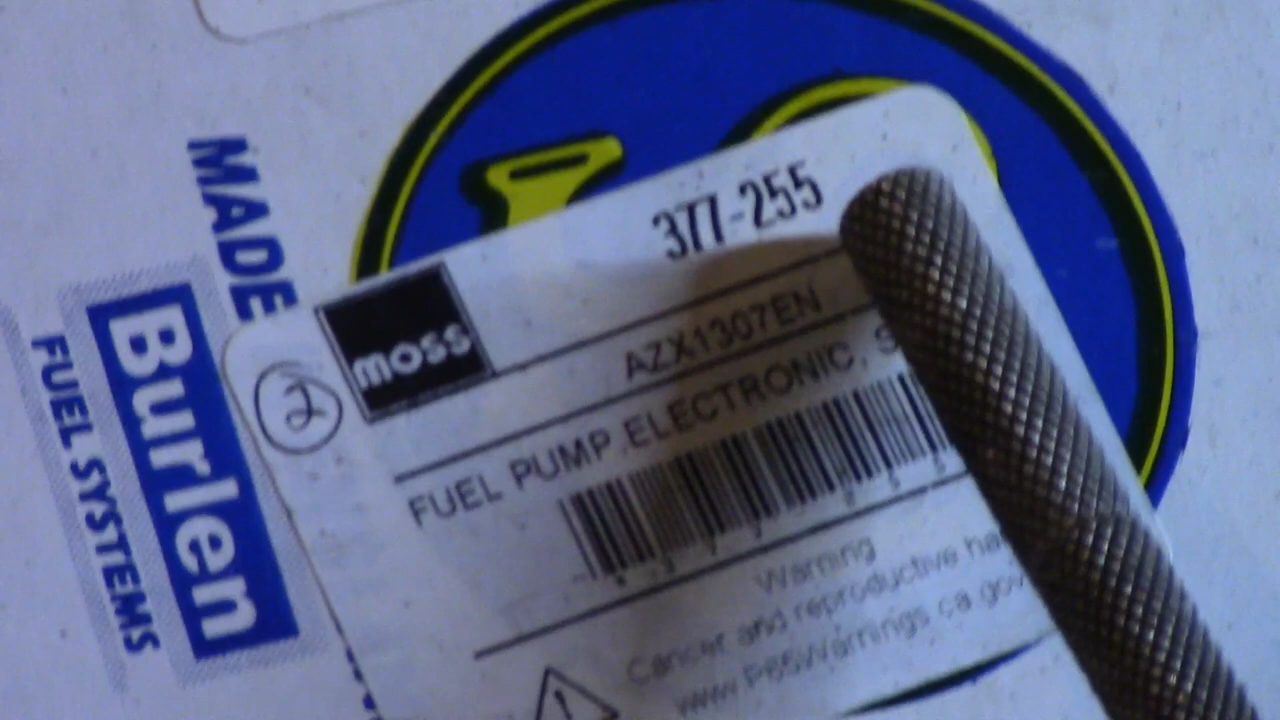 MADE
Burlen
FUEL SYSTEMS
2
moss
377-255
AZX1307EN
FUEL PUMP, ELECTRONIC, S
Warning
Cancer and reproductive ha
www.P65Warnings.ca.gov